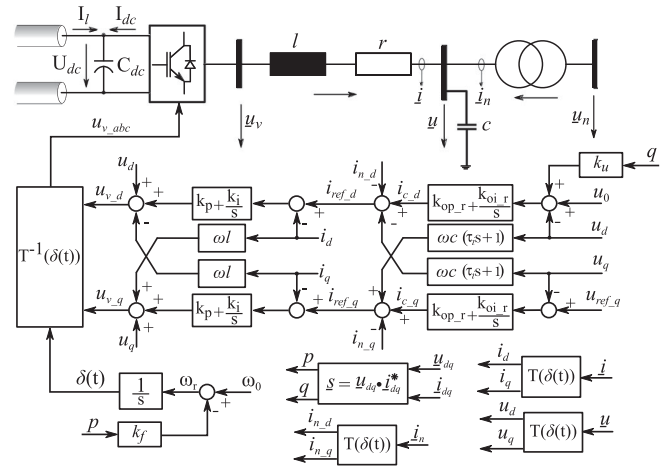 I_l I_dc
U_dc C_dc
l r
i i_n
u_v u c u_n
u_v_abc
q
k_u
u_d i_n_d u_0
u_v_d + + - k_p+k_i/s i_ref_d + - i_c_d + - k_op_r+k_oi_r/s + + -
T⁻¹(δ(t)) ωl i_d ωc (τ_l s+1) u_d
ωl i_q ωc (τ_l s+1) u_q
u_v_q + + + k_p+k_i/s i_ref_q + - i_c_q + + k_op_r+k_oi_r/s - + u_ref_q
u_q i_n_q -
δ(t) 1/s ω_r ω_0
- +
p k_f
p q s = u_dq • i*_dq u_dq i_dq
i_n_d i_n_q T(δ(t)) i_n
i_d i_q T(δ(t)) i
u_d u_q T(δ(t)) u